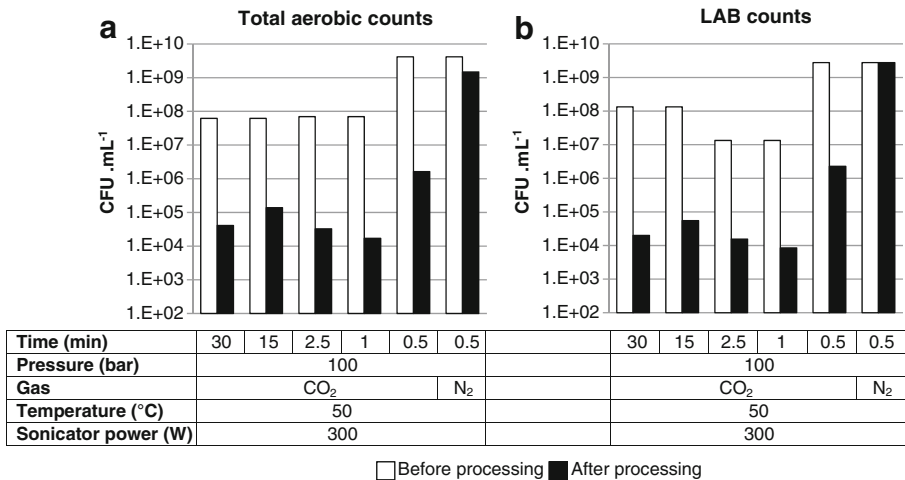 a Total aerobic counts
b LAB counts
CFU .mL⁻¹
1.E+10
1.E+09
1.E+08
1.E+07
1.E+06
1.E+05
1.E+04
1.E+03
1.E+02
CFU .mL⁻¹
1.E+10
1.E+09
1.E+08
1.E+07
1.E+06
1.E+05
1.E+04
1.E+03
1.E+02
Time (min) 30 15 2.5 1 0.5 0.5 30 15 2.5 1 0.5 0.5
Pressure (bar) 100 100
Gas CO₂ N₂ CO₂ N₂
Temperature (°C) 50 50
Sonicator power (W) 300 300
Before processing After processing